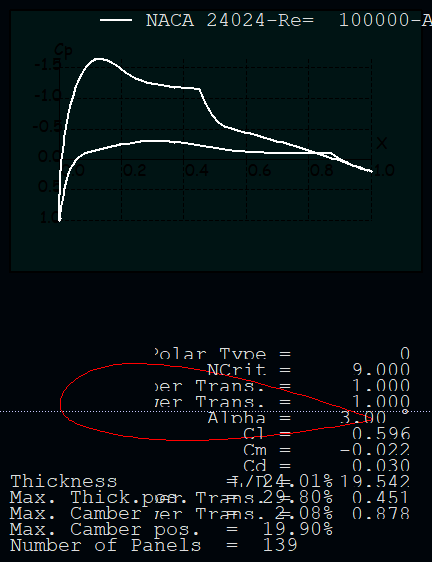 NACA 24024-Re= 100000-A
Cp
-1.5
-1.0
-0.5
X
0.0 0.2 0.4 0.6 0.8 1.0
0.5
1.0
Polar Type = 0
NCrit = 9.000
per Trans. = 1.000
wer Trans. = 1.000
Alpha = 3.00 °
Cl = 0.596
Cm = -0.022
Cd = 0.030
Thickness = 24.01%
L/D = 19.542
Max. Thick.pos. = 29.80%
per Trans. = 0.451
Max. Camber = 2.08%
wer Trans. = 0.878
Max. Camber pos. = 19.90%
Number of Panels = 139